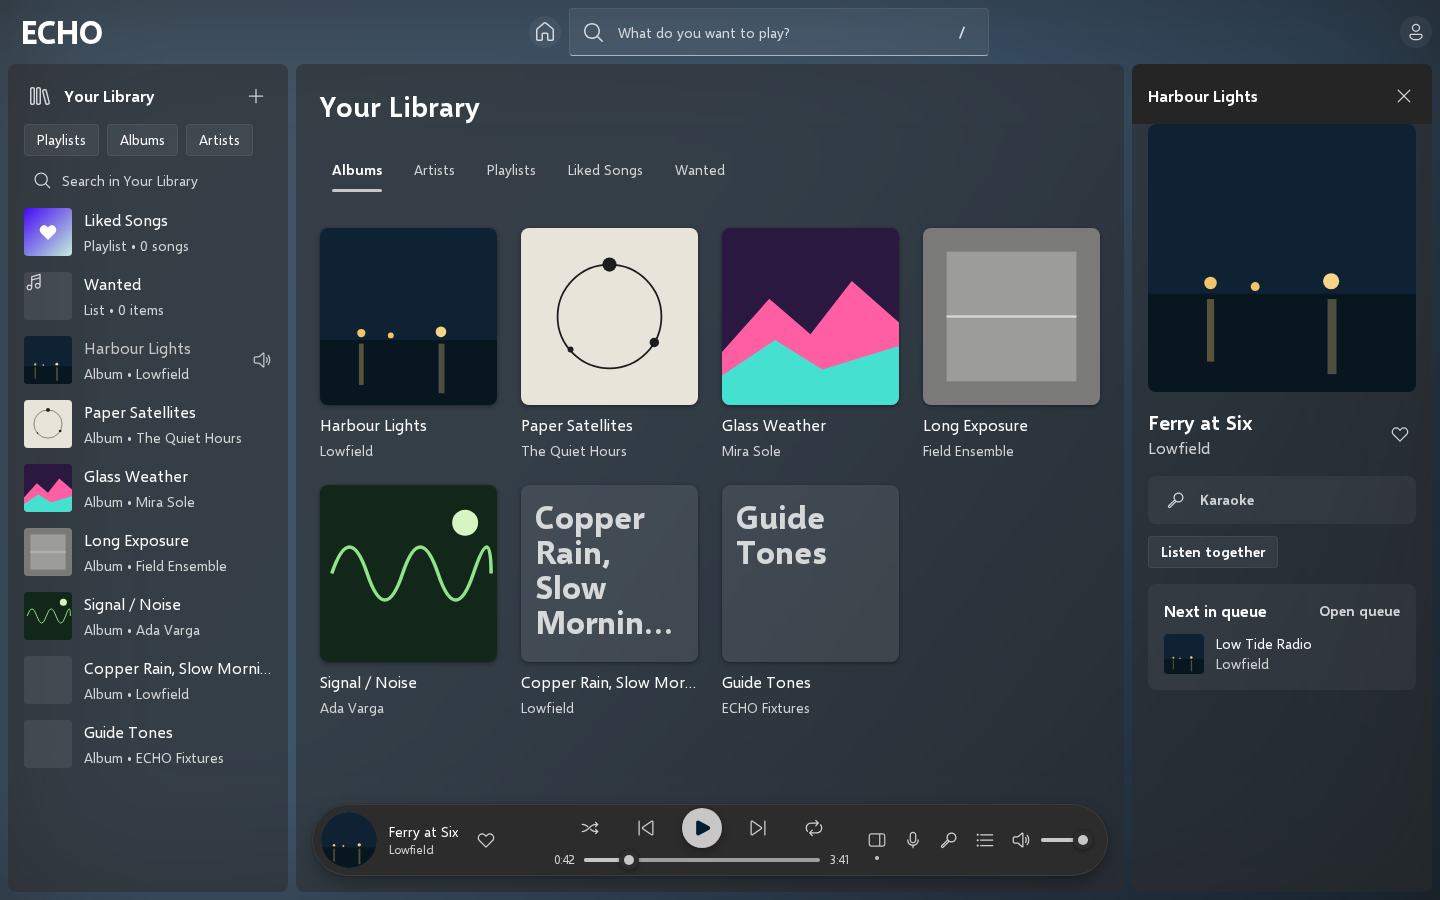 ECHO
What do you want to play?
/
Your Library
Playlists
Albums
Artists
Search in Your Library
Liked Songs
Playlist • 0 songs
Wanted
List • 0 items
Harbour Lights
Album • Lowfield
Paper Satellites
Album • The Quiet Hours
Glass Weather
Album • Mira Sole
Long Exposure
Album • Field Ensemble
Signal / Noise
Album • Ada Varga
Copper Rain, Slow Morni...
Album • Lowfield
Guide Tones
Album • ECHO Fixtures
Your Library
Albums
Artists
Playlists
Liked Songs
Wanted
Harbour Lights
Lowfield
Paper Satellites
The Quiet Hours
Glass Weather
Mira Sole
Long Exposure
Field Ensemble
Signal / Noise
Ada Varga
Copper
Rain,
Slow
Mornin...
Copper Rain, Slow Mor...
Lowfield
Guide
Tones
Guide Tones
ECHO Fixtures
Harbour Lights
Ferry at Six
Lowfield
Karaoke
Listen together
Next in queue
Open queue
Low Tide Radio
Lowfield
Ferry at Six
Lowfield
0:42
3:41